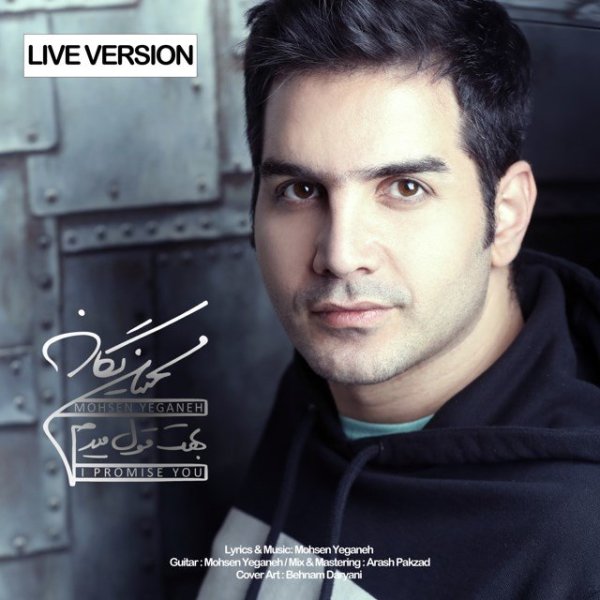 LIVE VERSION
محسن یگانه
MOHSEN YEGANEH
بهت قول میدم
I PROMISE YOU
Lyrics & Music: Mohsen Yeganeh
Guitar : Mohsen Yeganeh / Mix & Mastering : Arash Pakzad
Cover Art : Behnam Daryani